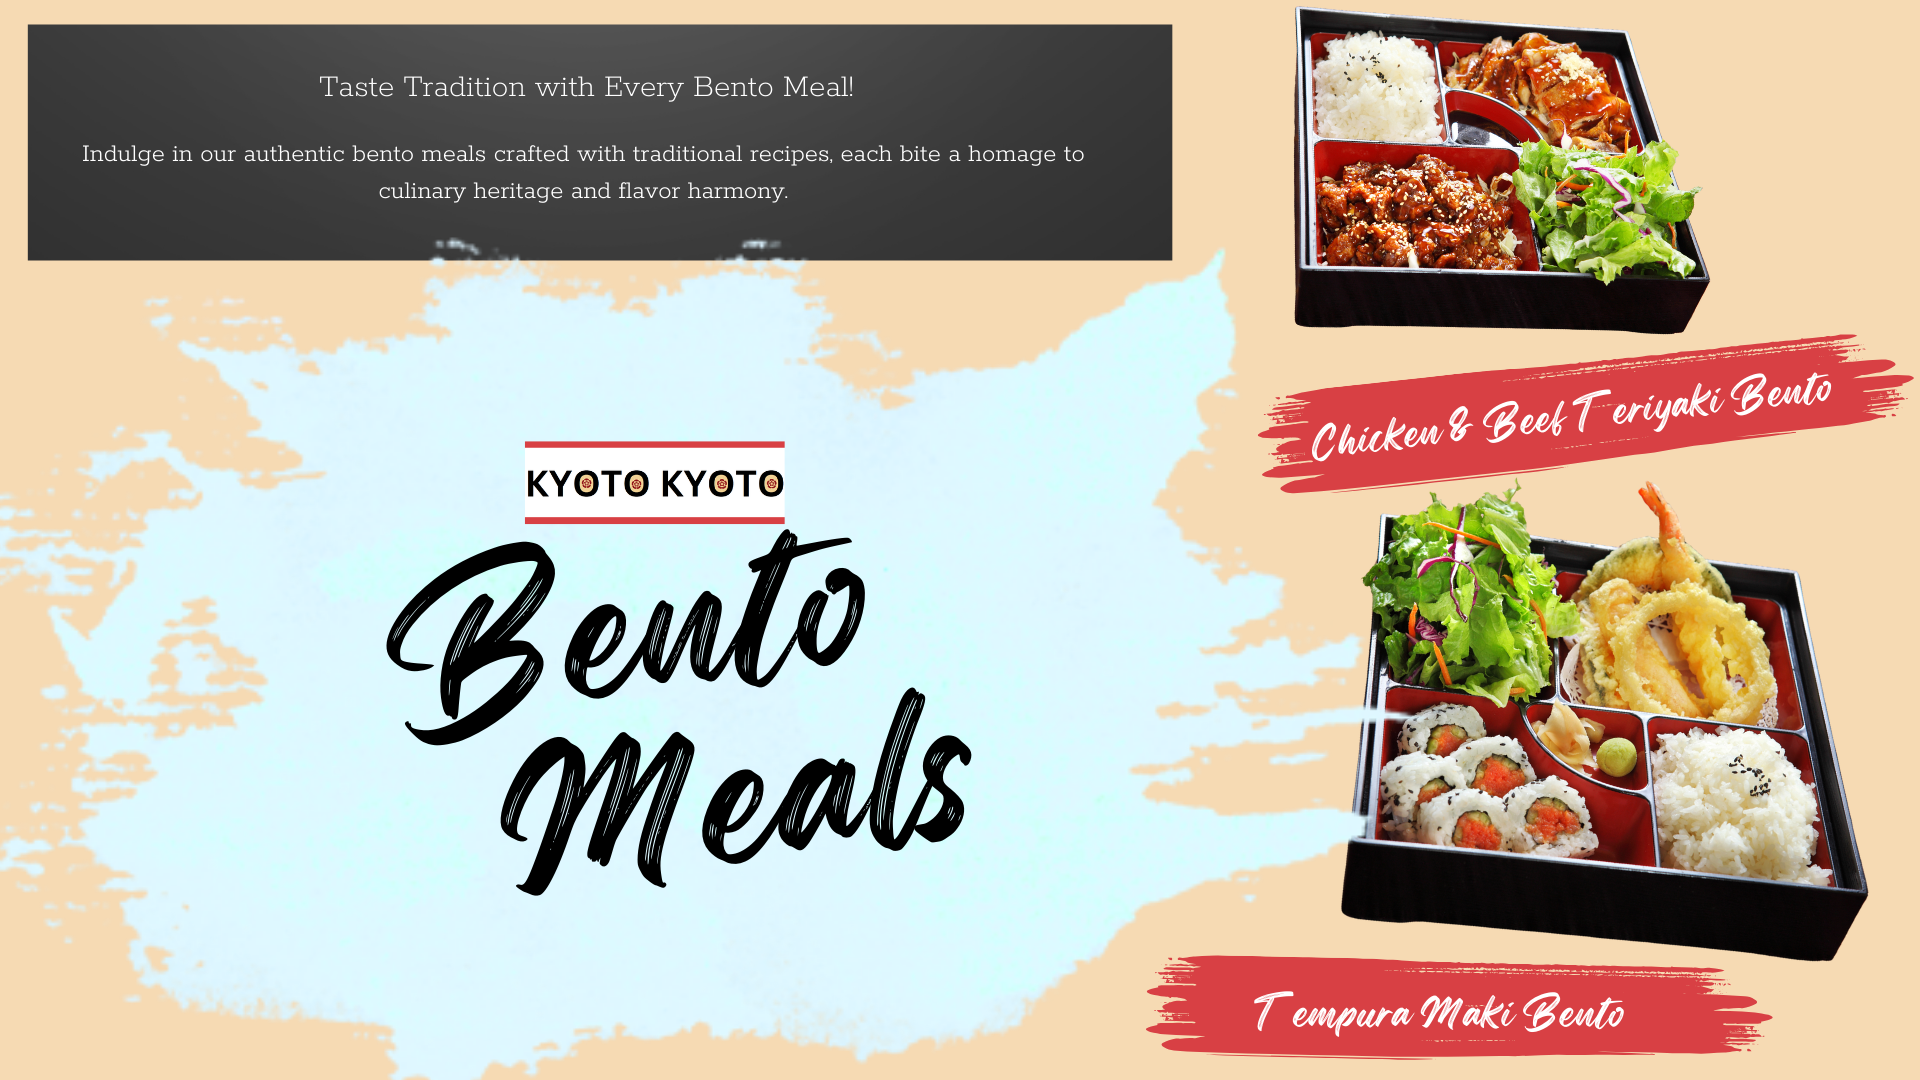 Taste Tradition with Every Bento Meal!
Indulge in our authentic bento meals crafted with traditional recipes, each bite a homage to
culinary heritage and flavor harmony.
KYOTO KYOTO
Bento
Meals
Chicken & Beef Teriyaki Bento
Tempura Maki Bento